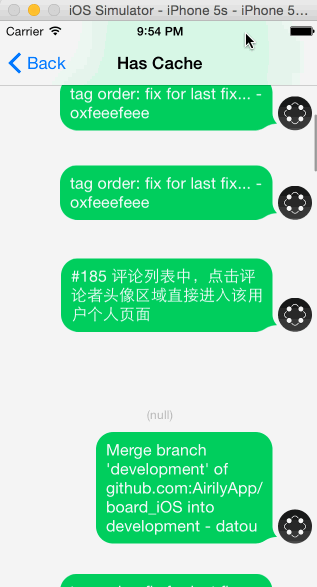 iOS Simulator - iPhone 5s - iPhone 5...
Carrier 9:54 PM
Back Has Cache
tag order: fix for last fix... -
oxfeeefeee
tag order: fix for last fix... -
oxfeeefeee
#185 评论列表中，点击评
论者头像区域直接进入该用
户个人页面
(null)
Merge branch
'development' of
github.com:AirilyApp/
board_iOS into
development - datou